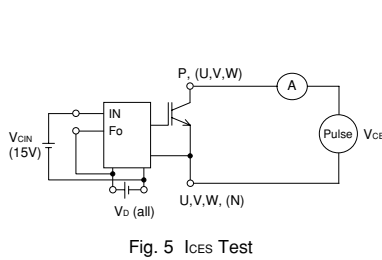 P, (U,V,W)
A
IN
Fo
VCIN
(15V)
Pulse
VCE
U,V,W, (N)
VD (all)
Fig. 5 ICES Test